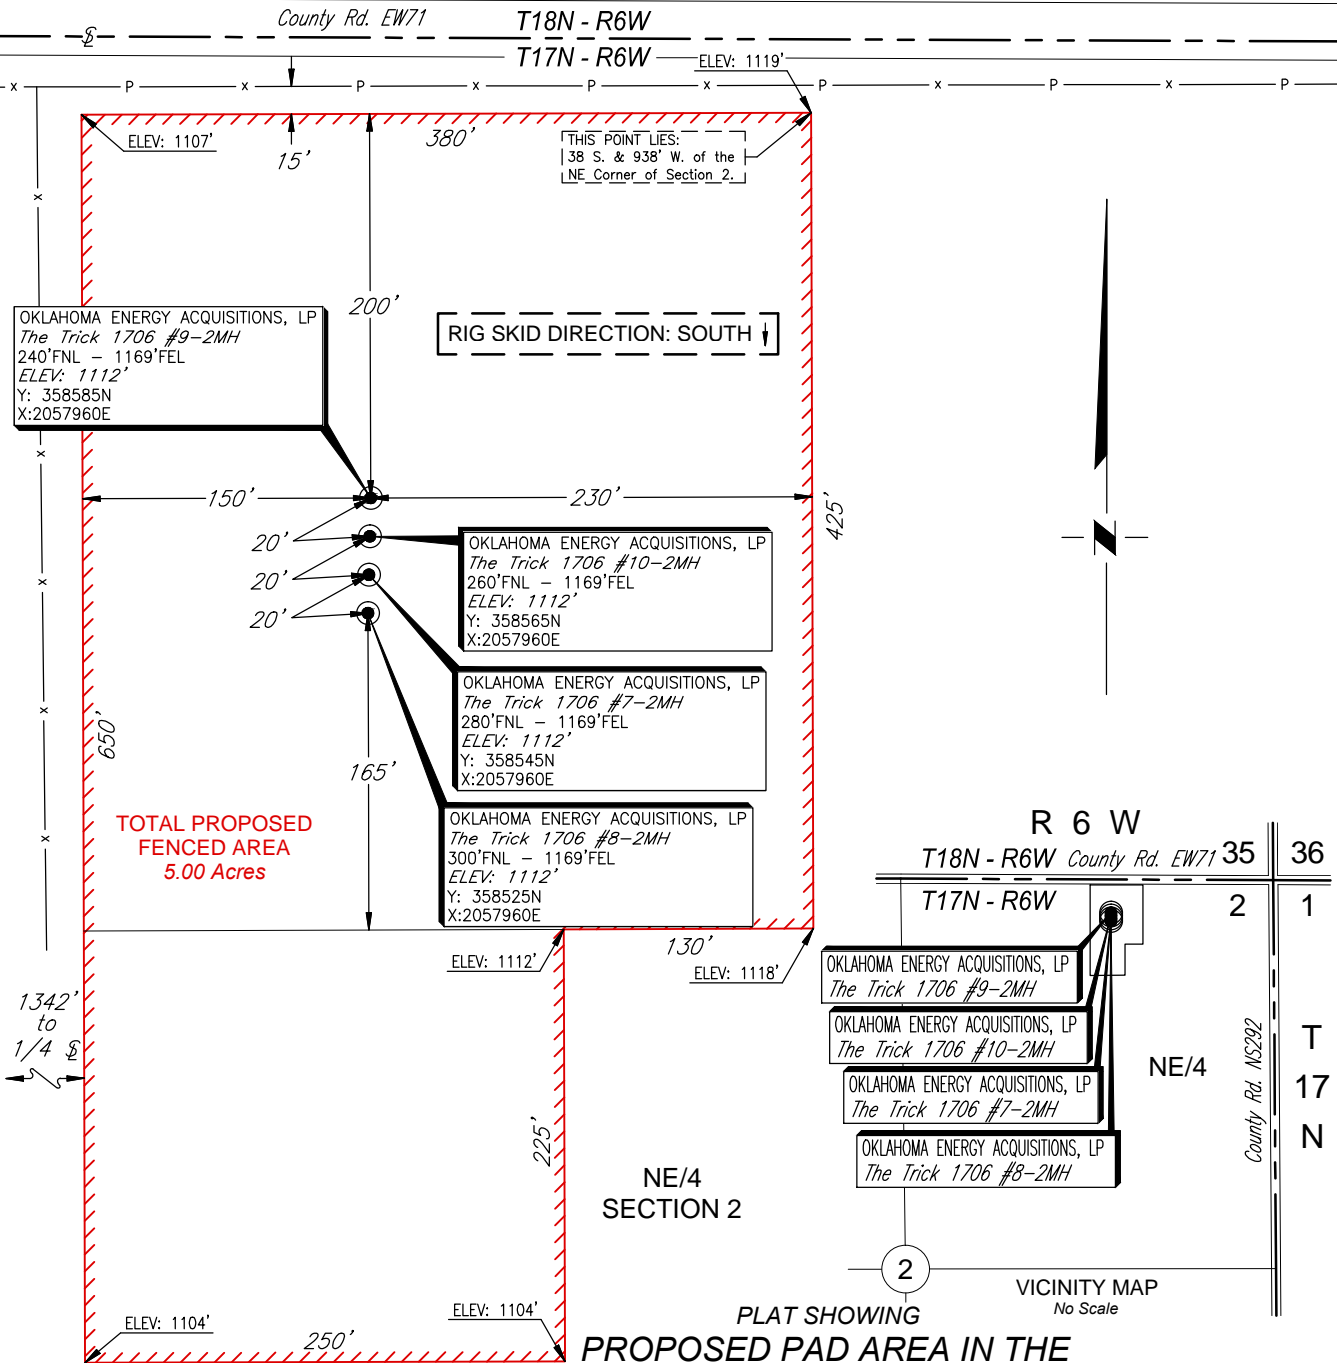 County Rd. EW71
T18N - R6W
T17N - R6W
ELEV: 1119'
x P x P x P x P x P x P
ELEV: 1107'
15'
380'
THIS POINT LIES:
38 S. & 938' W. of the
NE Corner of Section 2.
200'
RIG SKID DIRECTION: SOUTH
OKLAHOMA ENERGY ACQUISITIONS, LP
The Trick 1706 #9-2MH
240'FNL - 1169'FEL
ELEV: 1112'
Y: 358585N
X:2057960E
150'
230'
425'
20'
20'
20'
OKLAHOMA ENERGY ACQUISITIONS, LP
The Trick 1706 #10-2MH
260'FNL - 1169'FEL
ELEV: 1112'
Y: 358565N
X:2057960E
N
OKLAHOMA ENERGY ACQUISITIONS, LP
The Trick 1706 #7-2MH
280'FNL - 1169'FEL
ELEV: 1112'
Y: 358545N
X:2057960E
650'
165'
OKLAHOMA ENERGY ACQUISITIONS, LP
The Trick 1706 #8-2MH
300'FNL - 1169'FEL
ELEV: 1112'
Y: 358525N
X:2057960E
TOTAL PROPOSED
FENCED AREA
5.00 Acres
130'
ELEV: 1112'
ELEV: 1118'
1342'
to
1/4 ℄
225'
NE/4
SECTION 2
ELEV: 1104'
250'
ELEV: 1104'
R 6 W
T18N - R6W County Rd. EW71 35 36
T17N - R6W 2 1
OKLAHOMA ENERGY ACQUISITIONS, LP
The Trick 1706 #9-2MH
OKLAHOMA ENERGY ACQUISITIONS, LP
The Trick 1706 #10-2MH
OKLAHOMA ENERGY ACQUISITIONS, LP
The Trick 1706 #7-2MH
OKLAHOMA ENERGY ACQUISITIONS, LP
The Trick 1706 #8-2MH
NE/4
County Rd. NS292
T
17
N
2
VICINITY MAP
No Scale
PLAT SHOWING
PROPOSED PAD AREA IN THE